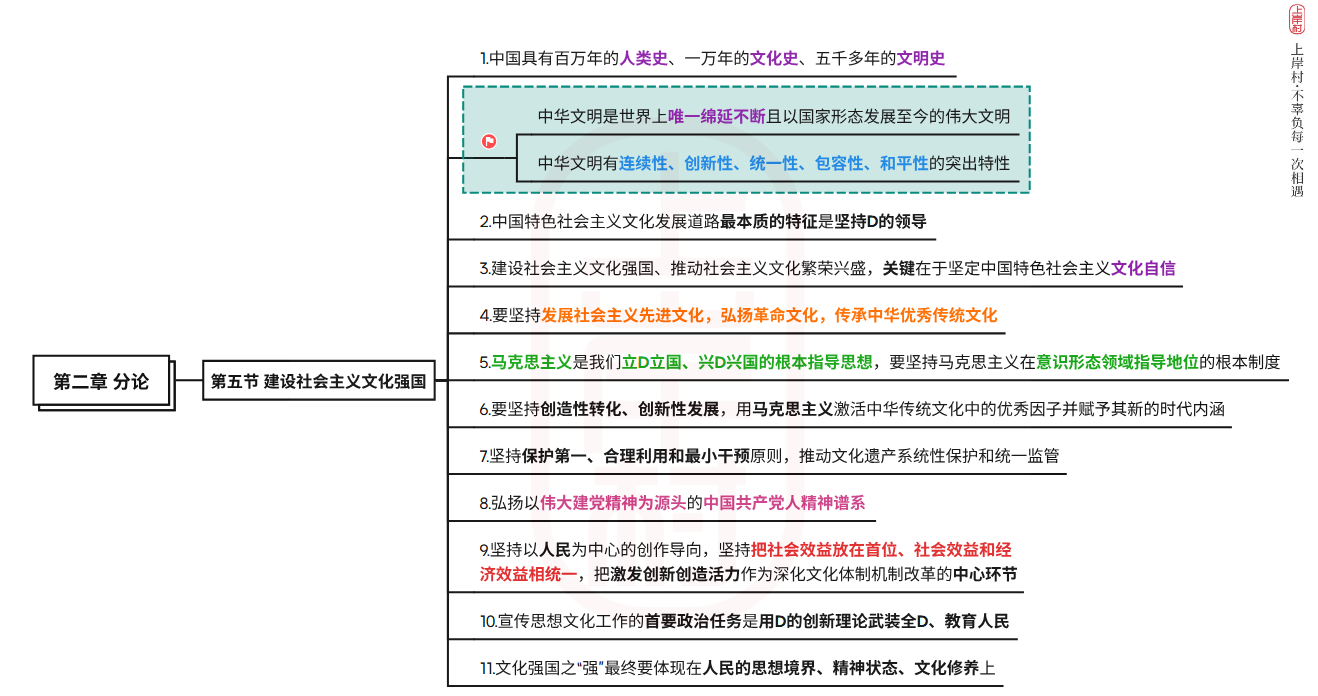 上岸村
上岸村·不辜负每一次相遇
1.中国具有百万年的人类史、一万年的文化史、五千多年的文明史
中华文明是世界上唯一绵延不断且以国家形态发展至今的伟大文明
中华文明有连续性、创新性、统一性、包容性、和平性的突出特性
2.中国特色社会主义文化发展道路最本质的特征是坚持D的领导
3.建设社会主义文化强国、推动社会主义文化繁荣兴盛，关键在于坚定中国特色社会主义文化自信
4.要坚持发展社会主义先进文化，弘扬革命文化，传承中华优秀传统文化
第二章 分论
第五节 建设社会主义文化强国
5.马克思主义是我们立D立国、兴D兴国的根本指导思想，要坚持马克思主义在意识形态领域指导地位的根本制度
6.要坚持创造性转化、创新性发展，用马克思主义激活中华传统文化中的优秀因子并赋予其新的时代内涵
7.坚持保护第一、合理利用和最小干预原则，推动文化遗产系统性保护和统一监管
8.弘扬以伟大建党精神为源头的中国共产党人精神谱系
9.坚持以人民为中心的创作导向，坚持把社会效益放在首位、社会效益和经
济效益相统一，把激发创新创造活力作为深化文化体制机制改革的中心环节
10.宣传思想文化工作的首要政治任务是用D的创新理论武装全D、教育人民
11.文化强国之“强”最终要体现在人民的思想境界、精神状态、文化修养上